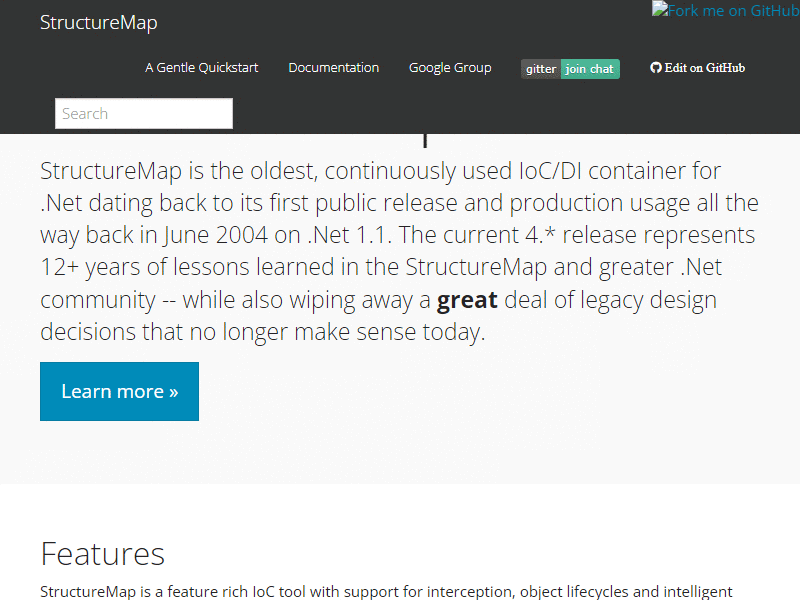 StructureMap
Fork me on GitHub
A Gentle Quickstart Documentation Google Group gitter join chat Edit on GitHub
Search
StructureMap is the oldest, continuously used IoC/DI container for
.Net dating back to its first public release and production usage all the
way back in June 2004 on .Net 1.1. The current 4.* release represents
12+ years of lessons learned in the StructureMap and greater .Net
community -- while also wiping away a great deal of legacy design
decisions that no longer make sense today.
Learn more »
Features
StructureMap is a feature rich IoC tool with support for interception, object lifecycles and intelligent